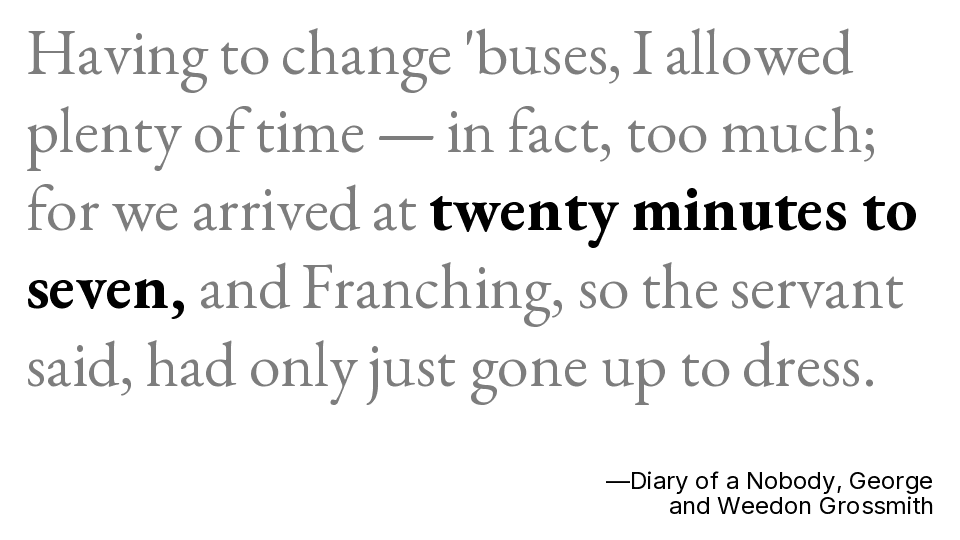 Having to change 'buses, I allowed
plenty of time — in fact, too much;
for we arrived at twenty minutes to
seven, and Franching, so the servant
said, had only just gone up to dress.
—Diary of a Nobody, George
and Weedon Grossmith